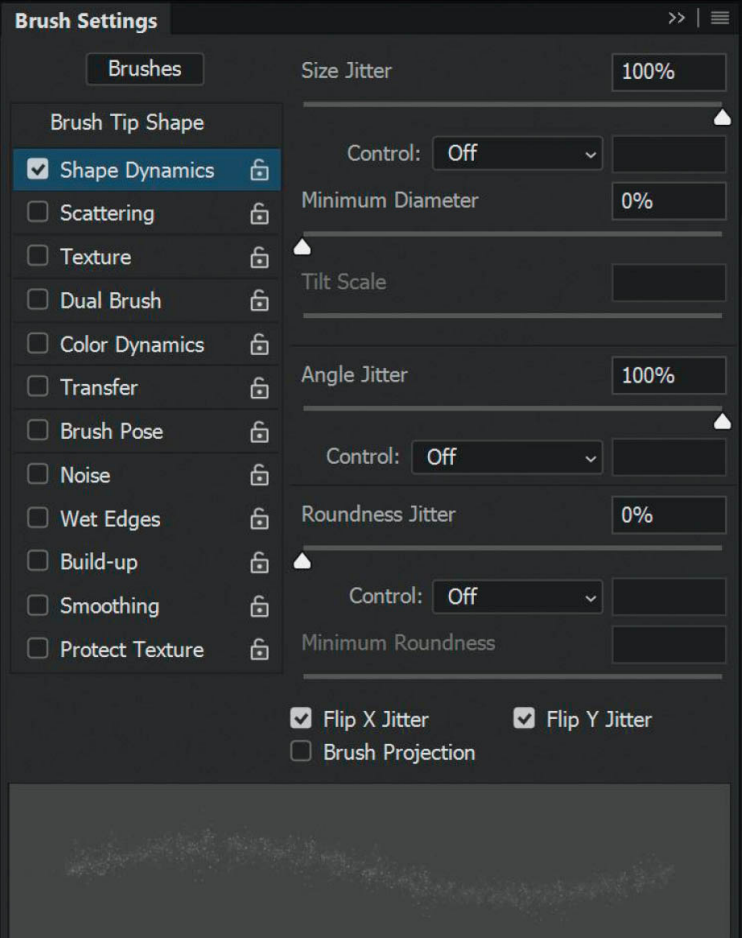 Brush Settings
Brushes
Brush Tip Shape
Shape Dynamics
Scattering
Texture
Dual Brush
Color Dynamics
Transfer
Brush Pose
Noise
Wet Edges
Build-up
Smoothing
Protect Texture
Size Jitter 100%
Control: Off
Minimum Diameter 0%
Tilt Scale
Angle Jitter 100%
Control: Off
Roundness Jitter 0%
Control: Off
Minimum Roundness
Flip X Jitter Flip Y Jitter
Brush Projection